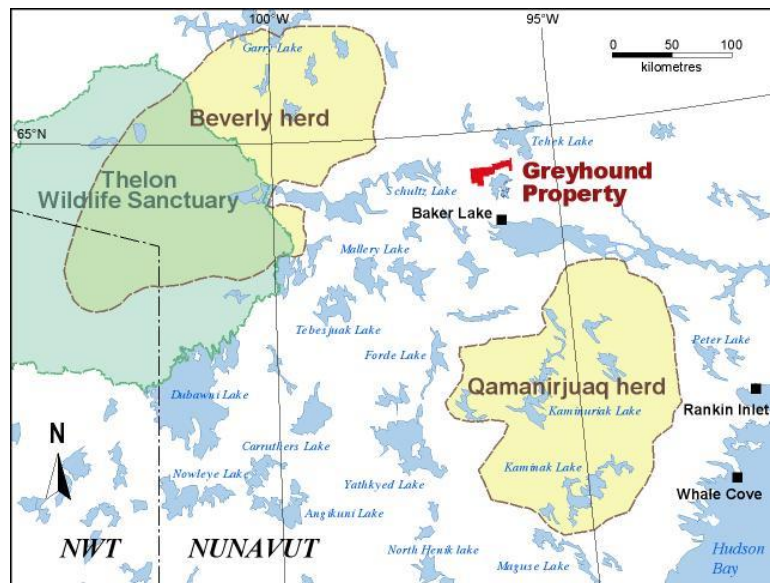 100°W
95°W
Garry Lake
0 50 100
kilometres
Beverly herd
65°N
Tehek Lake
Thelon
Wildlife Sanctuary
Schultz Lake
Greyhound
Property
Baker Lake
Mallery Lake
Tebesjuak Lake
Forde Lake
Peter Lake
Dubawnt Lake
Qamanirjuaq herd
Kaminuriak Lake
Rankin Inlet
N
Carruthers Lake
Nowleye Lake
Yathkyed Lake
Kaminak Lake
Whale Cove
Angikuni Lake
NWT
NUNAVUT
North Henik lake
Maguse Lake
Hudson
Bay